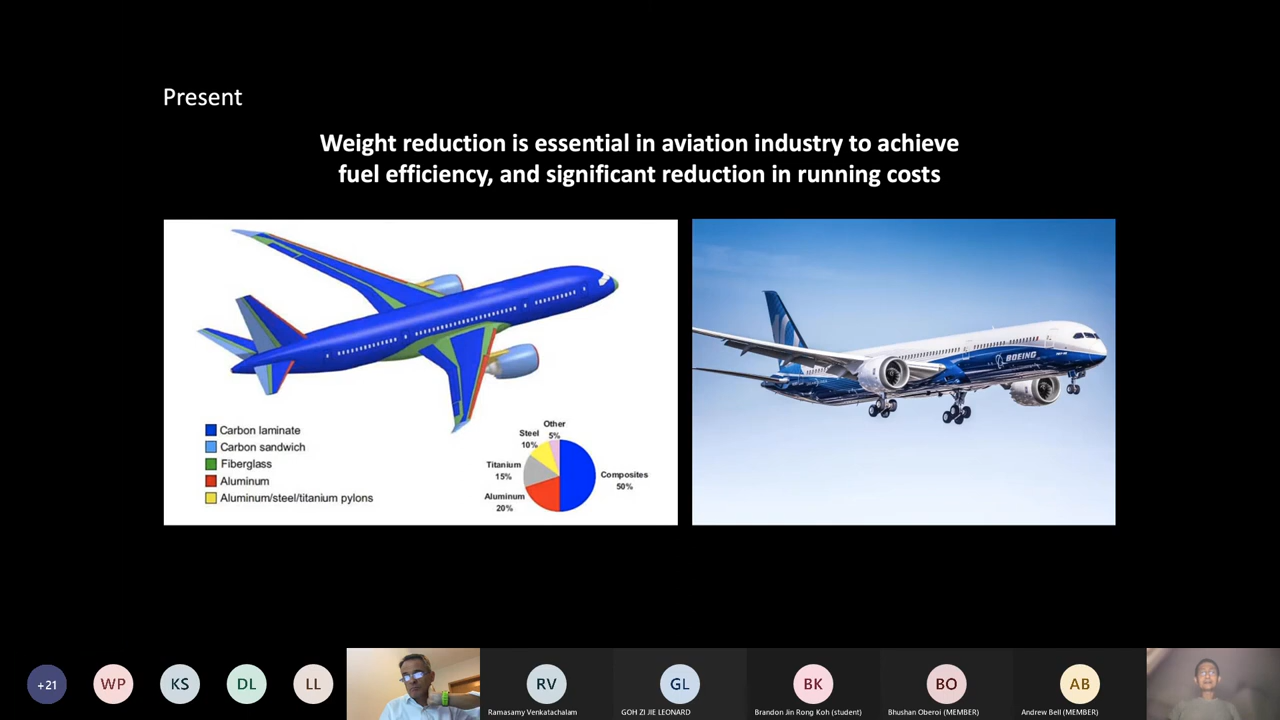 Present
Weight reduction is essential in aviation industry to achieve
fuel efficiency, and significant reduction in running costs
Carbon laminate
Carbon sandwich
Fiberglass
Aluminum
Aluminum/steel/titanium pylons
Other
5%
Steel
10%
Titanium
15%
Aluminum
20%
Composites
50%
BOEING
+21
WP
KS
DL
LL
RV
Ramasamy Venkatachalam
GL
GOH ZI JIE LEONARD
BK
Brandon Jin Rong Koh (student)
BO
Bhushan Oberoi (MEMBER)
AB
Andrew Bell (MEMBER)